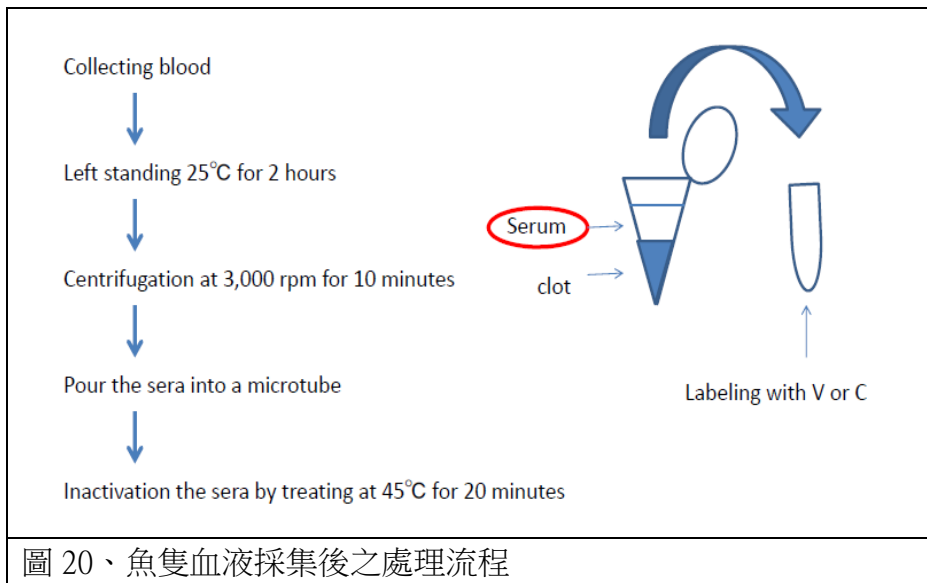 Collecting blood
Left standing 25℃ for 2 hours
Centrifugation at 3,000 rpm for 10 minutes
Pour the sera into a microtube
Inactivation the sera by treating at 45℃ for 20 minutes
Serum
clot
Labeling with V or C
圖 20、魚隻血液採集後之處理流程